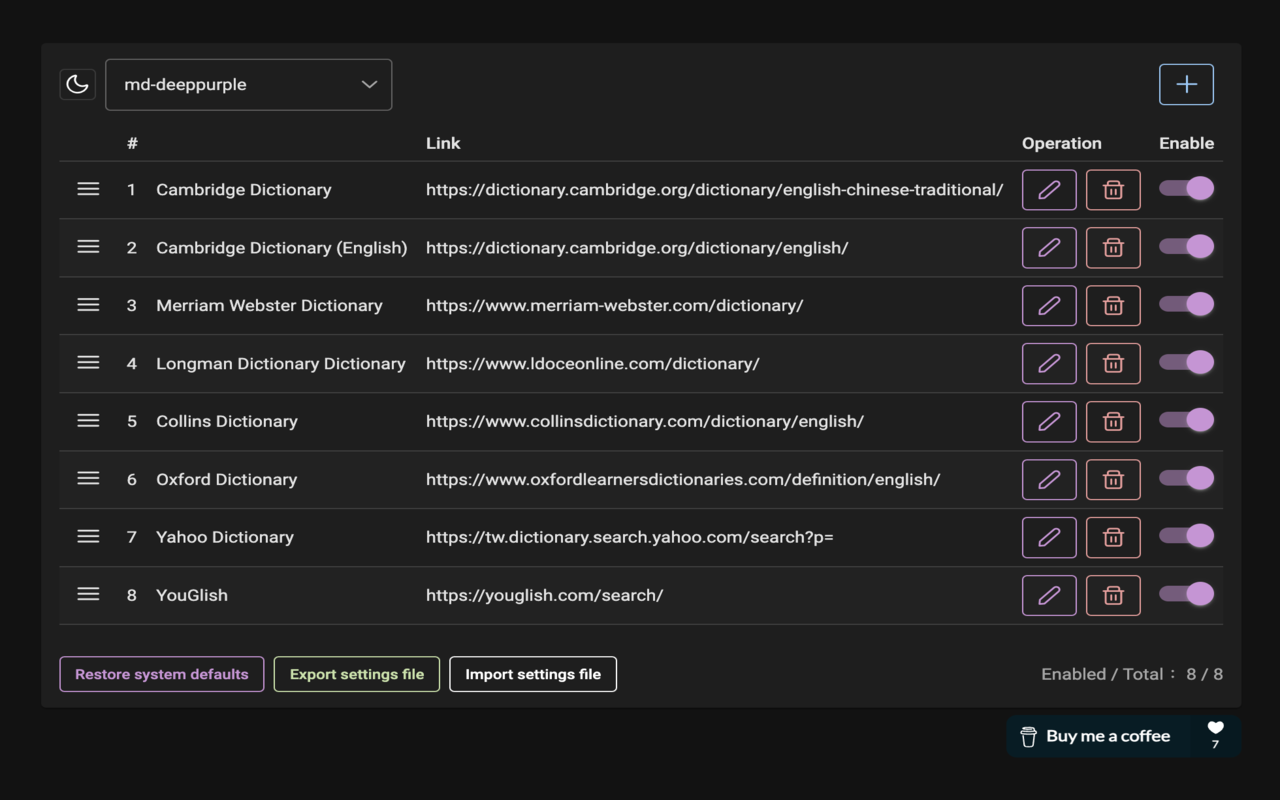 md-deeppurple
# Link Operation Enable
1 Cambridge Dictionary https://dictionary.cambridge.org/dictionary/english-chinese-traditional/
2 Cambridge Dictionary (English) https://dictionary.cambridge.org/dictionary/english/
3 Merriam Webster Dictionary https://www.merriam-webster.com/dictionary/
4 Longman Dictionary Dictionary https://www.ldoceonline.com/dictionary/
5 Collins Dictionary https://www.collinsdictionary.com/dictionary/english/
6 Oxford Dictionary https://www.oxfordlearnersdictionaries.com/definition/english/
7 Yahoo Dictionary https://tw.dictionary.search.yahoo.com/search?p=
8 YouGlish https://youglish.com/search/
Restore system defaults Export settings file Import settings file Enabled / Total : 8 / 8
Buy me a coffee 7